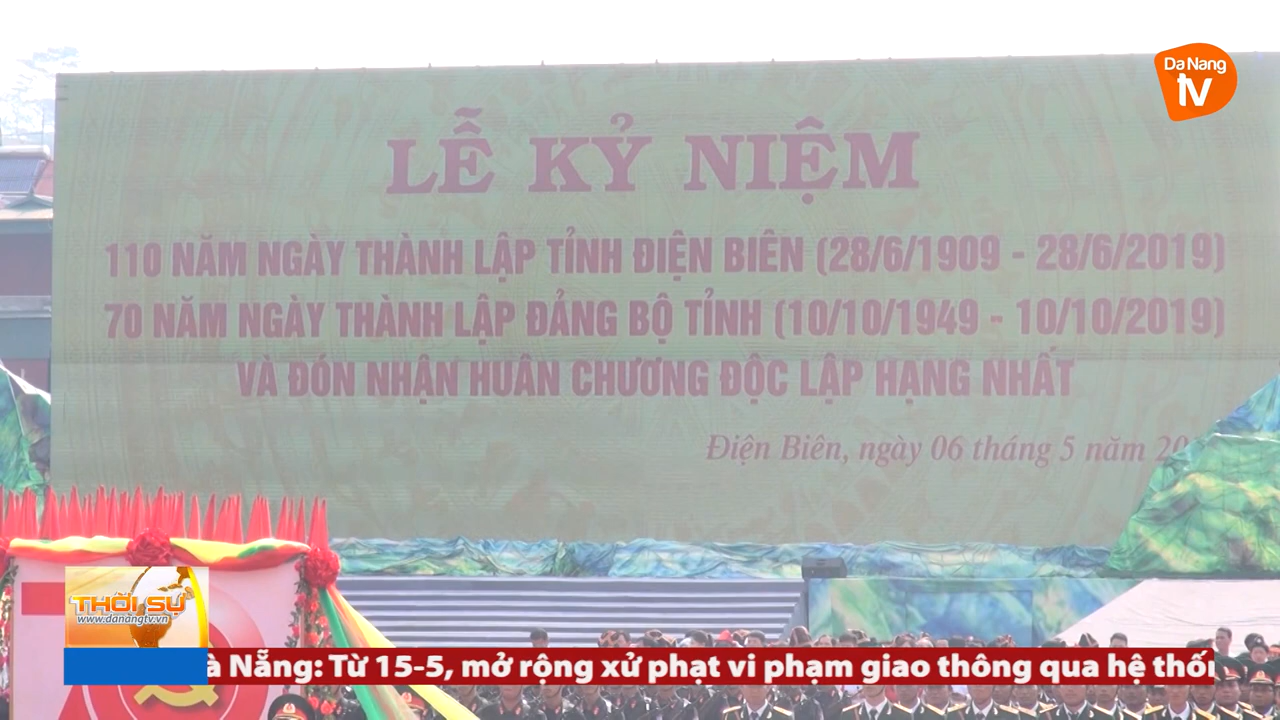 Da Nang
tv
LỄ KỶ NIỆM
110 NĂM NGÀY THÀNH LẬP TỈNH ĐIỆN BIÊN (28/6/1909 - 28/6/2019)
70 NĂM NGÀY THÀNH LẬP ĐẢNG BỘ TỈNH (10/10/1949 - 10/10/2019)
VÀ ĐÓN NHẬN HUÂN CHƯƠNG ĐỘC LẬP HẠNG NHẤT
Điện Biên, ngày 06 tháng 5 năm
THỜI SỰ
www.danangtv.vn
Nẵng: Từ 15-5, mở rộng xử phạt vi phạm giao thông qua hệ